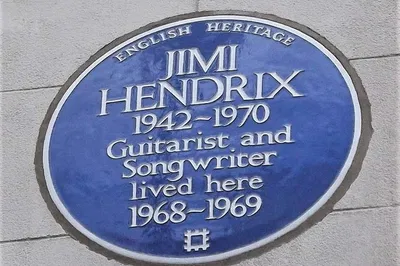 ENGLISH HERITAGE
JIMI
HENDRIX
1942~1970
Guitarist and
Songwriter
lived here
1968~1969